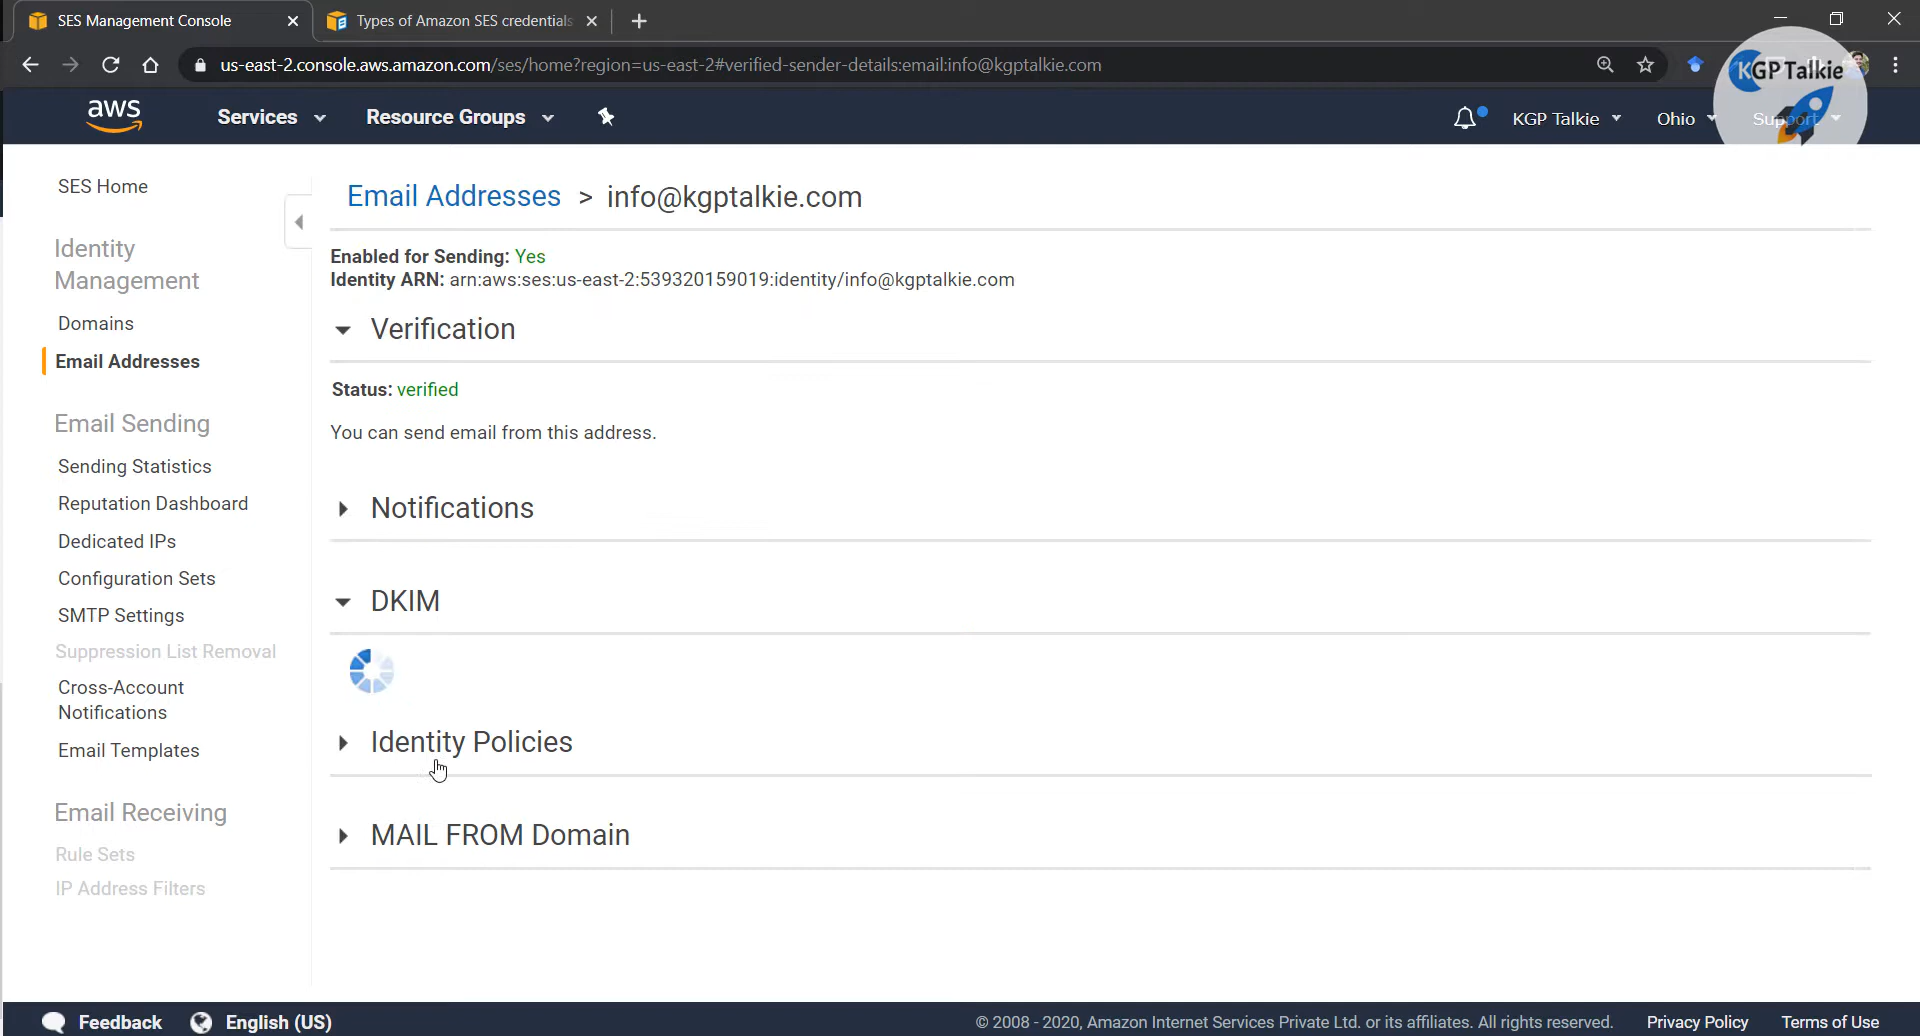 SES Management Console
Types of Amazon SES credentials
us-east-2.console.aws.amazon.com/ses/home?region=us-east-2#verified-sender-details:email:info@kgptalkie.com
KGPTalkie
aws
Services
Resource Groups
KGP Talkie
Ohio
Support
SES Home
Identity
Management
Domains
Email Addresses
Email Sending
Sending Statistics
Reputation Dashboard
Dedicated IPs
Configuration Sets
SMTP Settings
Suppression List Removal
Cross-Account
Notifications
Email Templates
Email Receiving
Rule Sets
IP Address Filters
Email Addresses > info@kgptalkie.com
Enabled for Sending: Yes
Identity ARN: arn:aws:ses:us-east-2:539320159019:identity/info@kgptalkie.com
Verification
Status: verified
You can send email from this address.
Notifications
DKIM
Identity Policies
MAIL FROM Domain
Feedback
English (US)
© 2008 - 2020, Amazon Internet Services Private Ltd. or its affiliates. All rights reserved.
Privacy Policy
Terms of Use